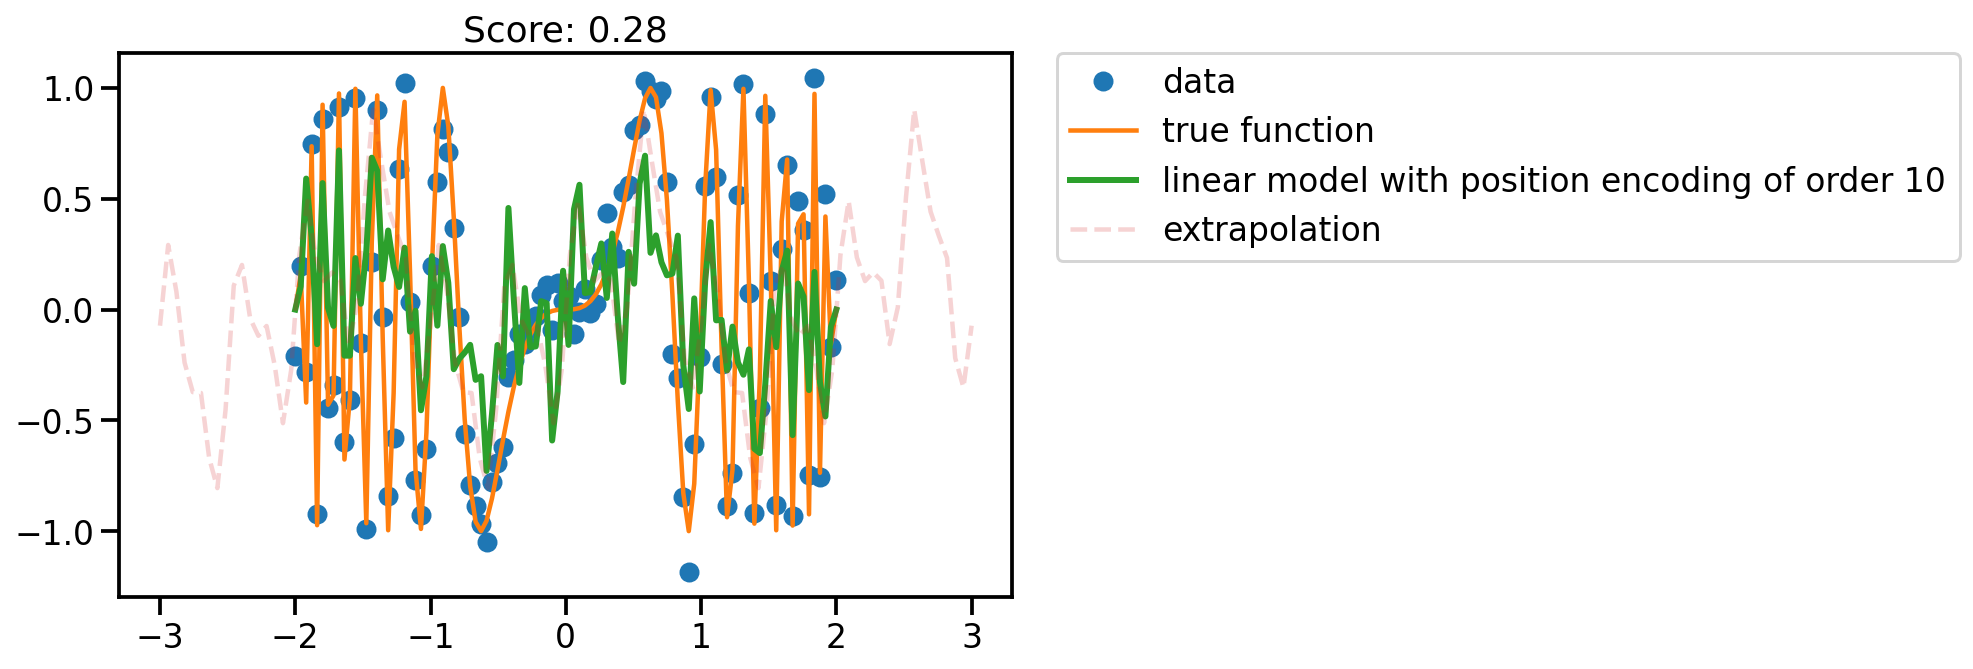 Score: 0.28
1.0
0.5
0.0
−0.5
−1.0
−3
−2
−1
0
1
2
3
data
true function
linear model with position encoding of order 10
extrapolation